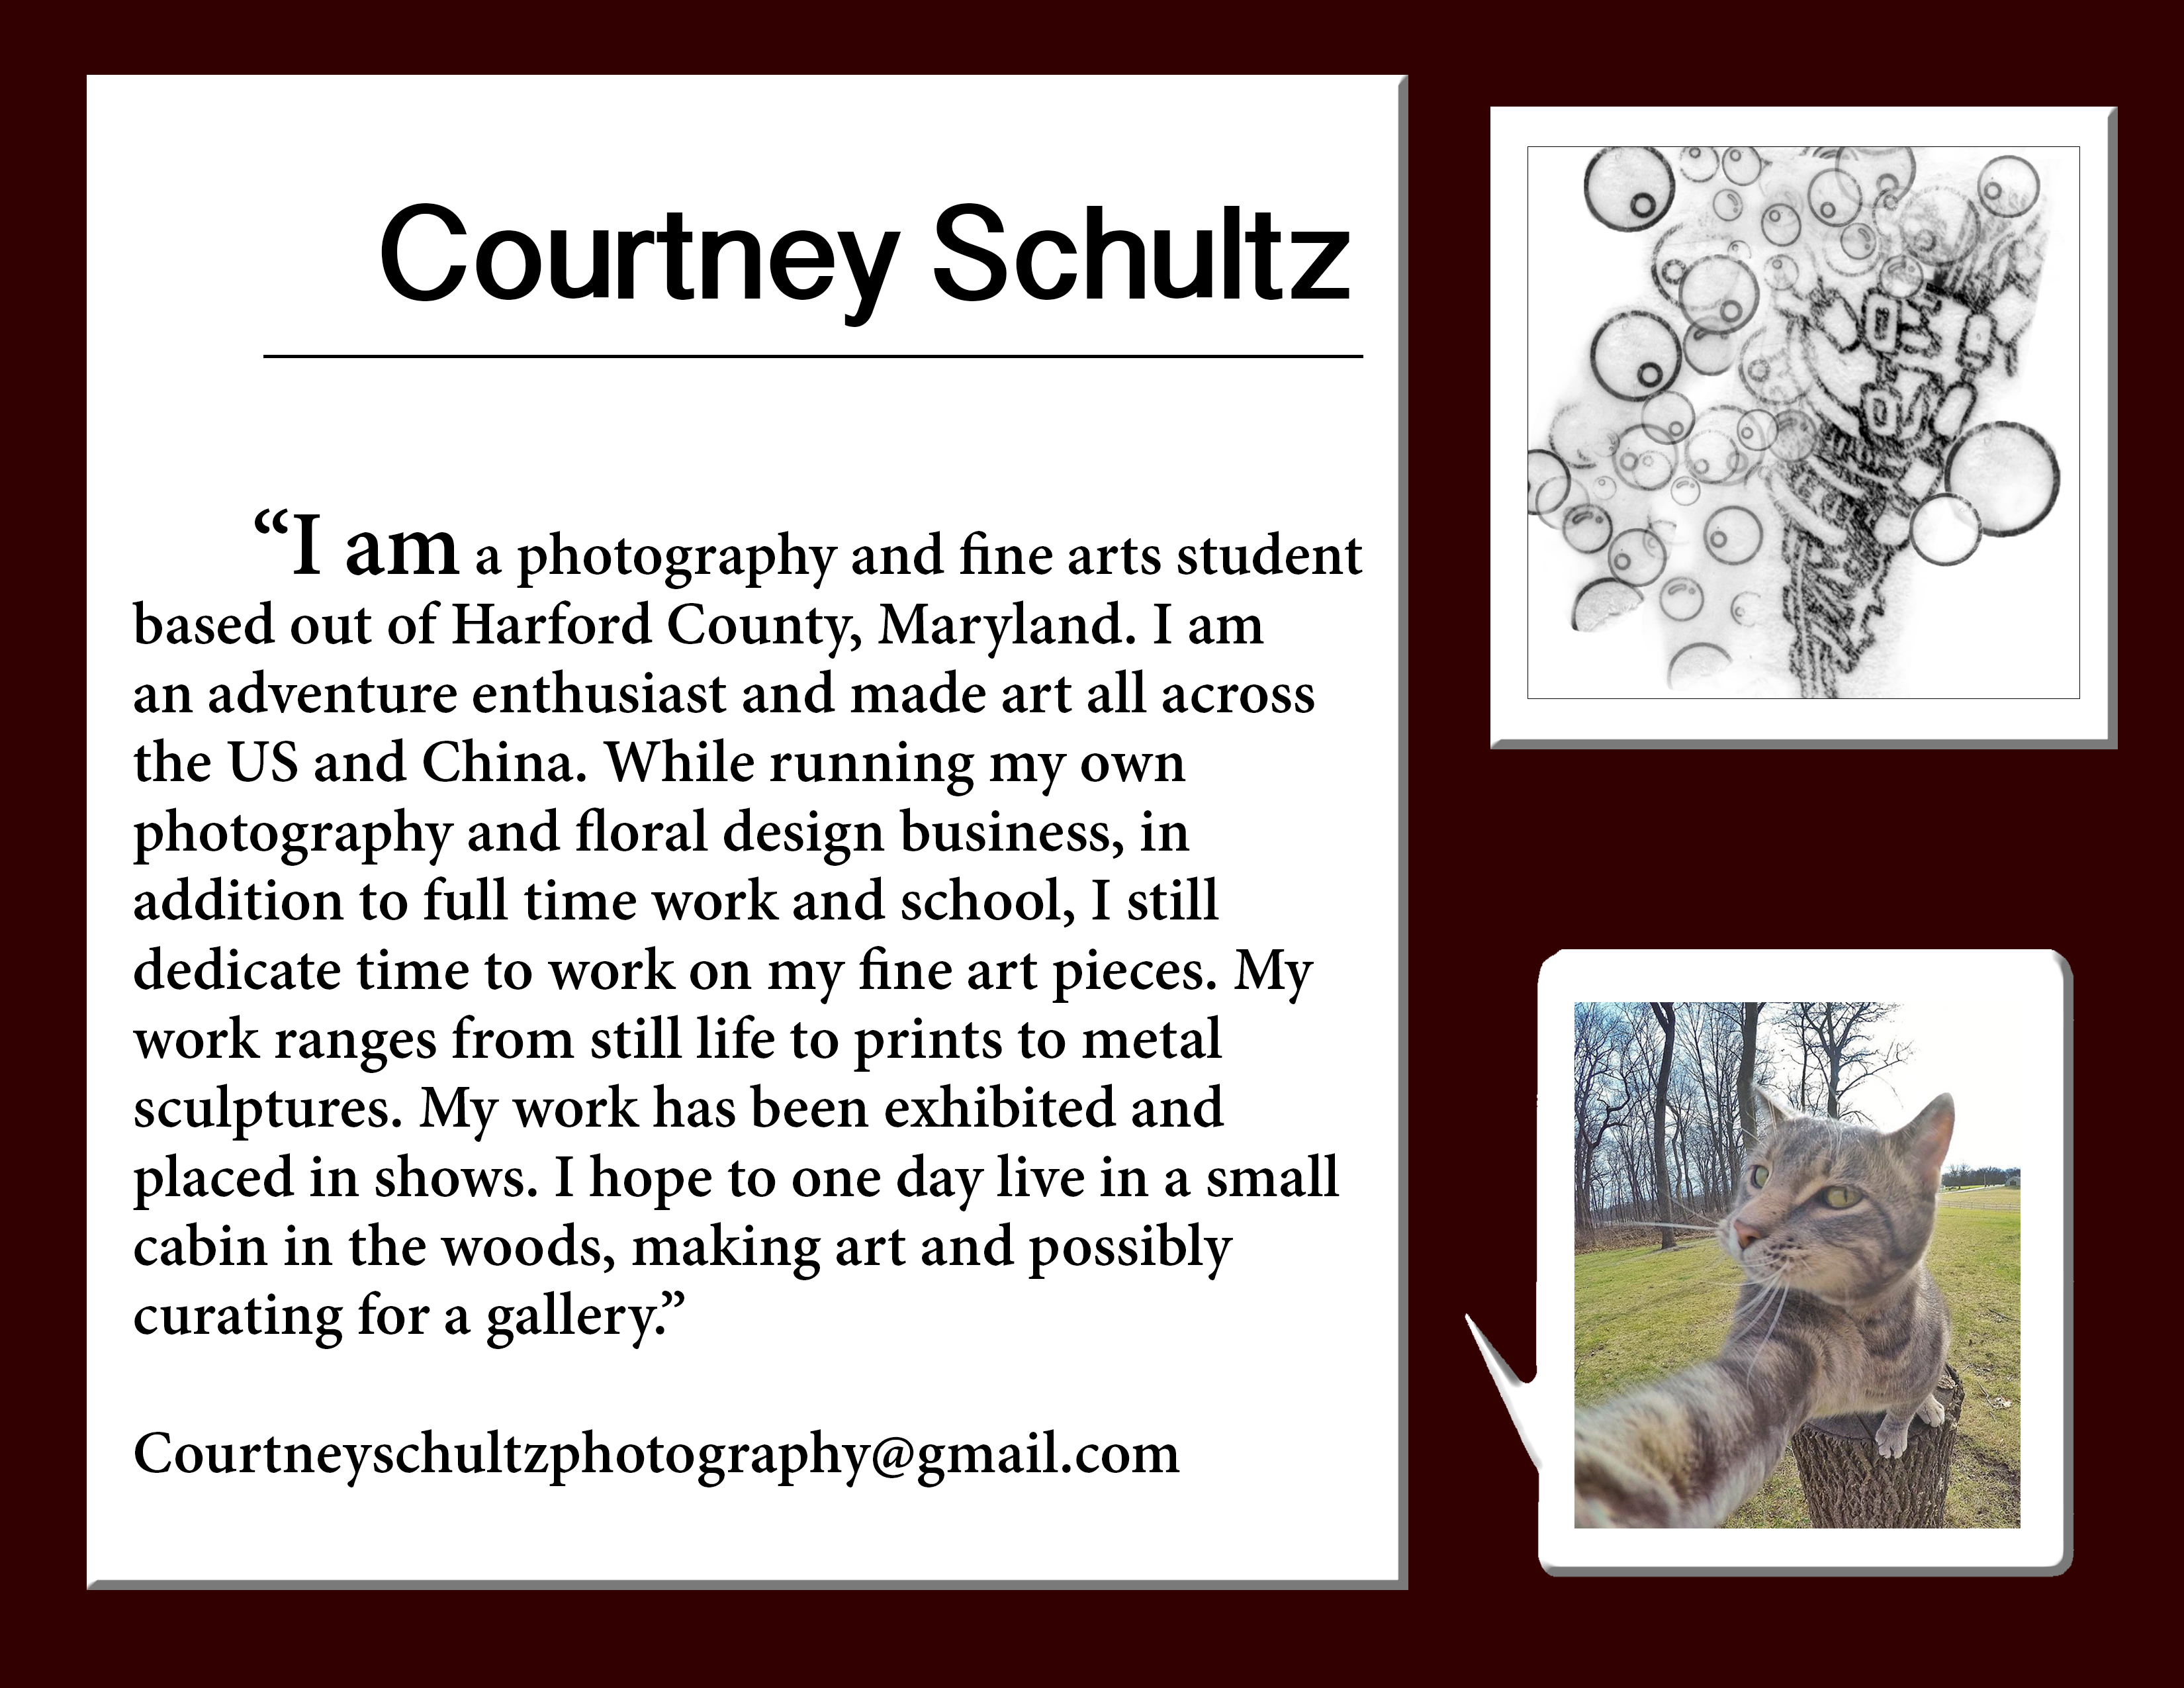 Courtney Schultz
“I am a photography and fine arts student
based out of Harford County, Maryland. I am
an adventure enthusiast and made art all across
the US and China. While running my own
photography and floral design business, in
addition to full time work and school, I still
dedicate time to work on my fine art pieces. My
work ranges from still life to prints to metal
sculptures. My work has been exhibited and
placed in shows. I hope to one day live in a small
cabin in the woods, making art and possibly
curating for a gallery.”
Courtneyschultzphotography@gmail.com